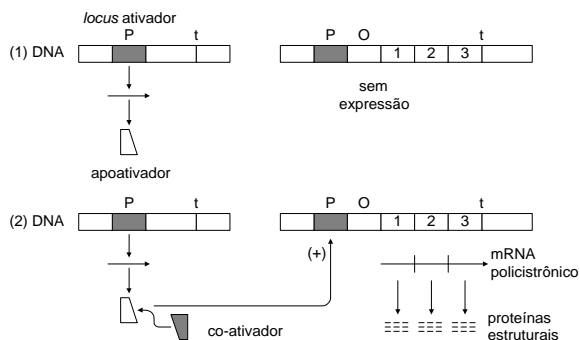 locus ativador
P t P O t
(1) DNA 1 2 3
sem
expressão
apoativador
P t P O t
(2) DNA 1 2 3
(+) mRNA
policistrônico
co-ativador proteínas
estruturais